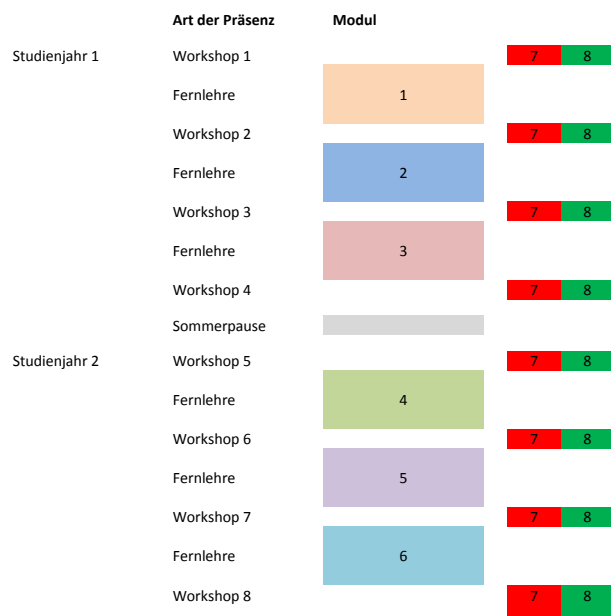 Art der Präsenz Modul
Studienjahr 1 Workshop 1 7 8
Fernlehre 1
Workshop 2 7 8
Fernlehre 2
Workshop 3 7 8
Fernlehre 3
Workshop 4 7 8
Sommerpause
Studienjahr 2 Workshop 5 7 8
Fernlehre 4
Workshop 6 7 8
Fernlehre 5
Workshop 7 7 8
Fernlehre 6
Workshop 8 7 8